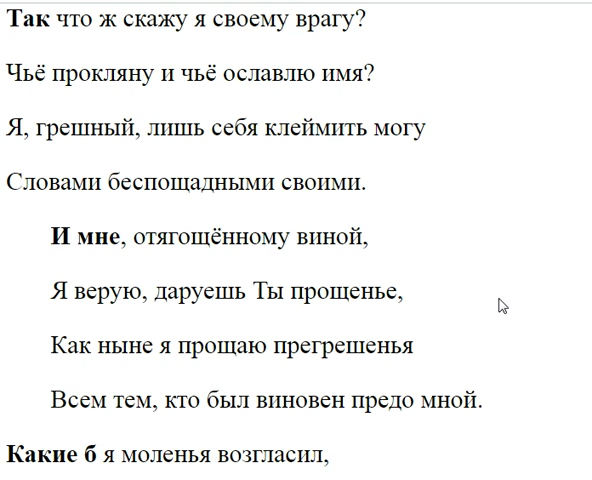 Так что ж скажу я своему врагу?
Чьё прокляну и чьё ославлю имя?
Я, грешный, лишь себя клеймить могу
Словами беспощадными своими.
И мне, отягощённому виной,
Я верую, даруешь Ты прощенье,
Как ныне я прощаю прегрешенья
Всем тем, кто был виновен предо мной.
Какие б я моленья возгласил,